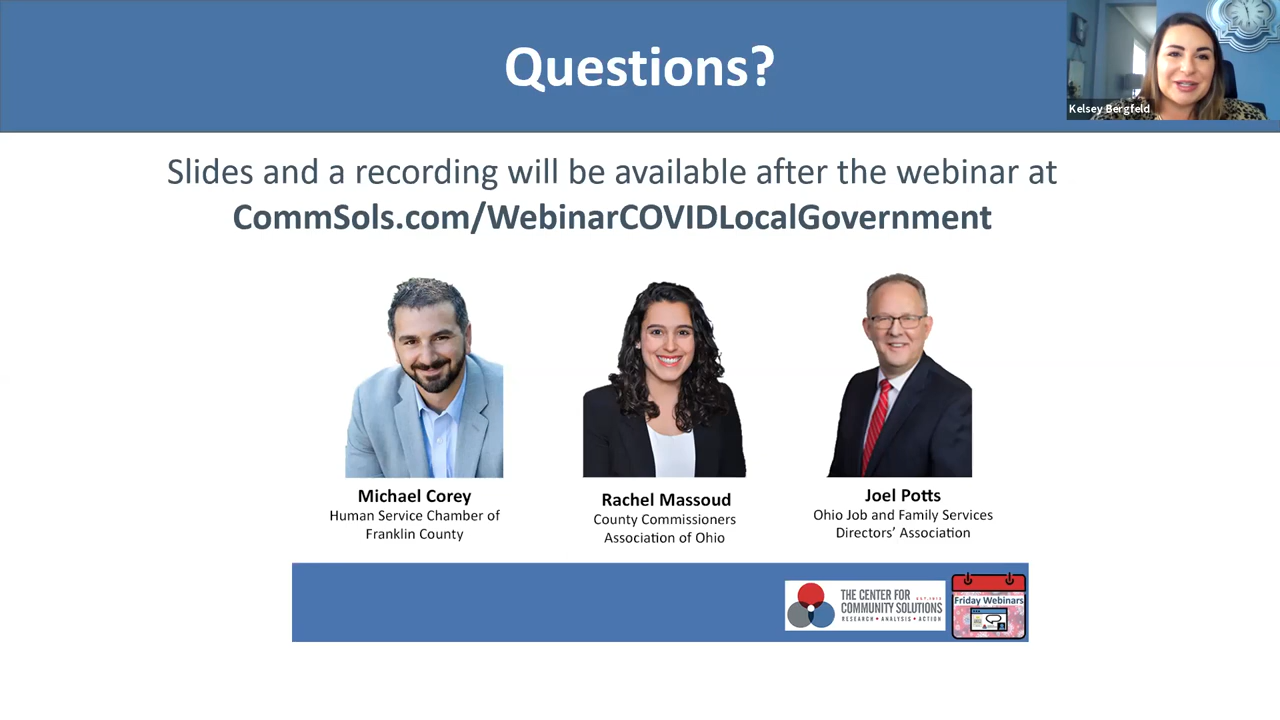 Questions?
Kelsey Bergfeld
Slides and a recording will be available after the webinar at
CommSols.com/WebinarCOVIDLocalGovernment
Michael Corey
Human Service Chamber of
Franklin County
Rachel Massoud
County Commissioners
Association of Ohio
Joel Potts
Ohio Job and Family Services
Directors' Association
THE CENTER FOR
EST. 1913
COMMUNITY SOLUTIONS
RESEARCH • ANALYSIS • ACTION
Friday Webinars